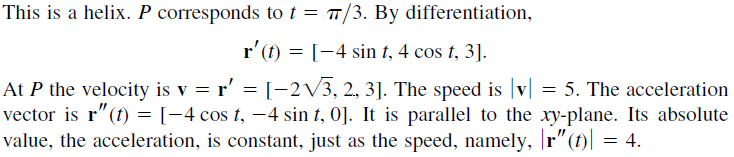 This is a helix. P corresponds to t = π/3. By differentiation,
r′(t) = [−4 sin t, 4 cos t, 3].
At P the velocity is v = r′ = [−2√3, 2, 3]. The speed is |v| = 5. The acceleration
vector is r″(t) = [−4 cos t, −4 sin t, 0]. It is parallel to the xy-plane. Its absolute
value, the acceleration, is constant, just as the speed, namely, |r″(t)| = 4.